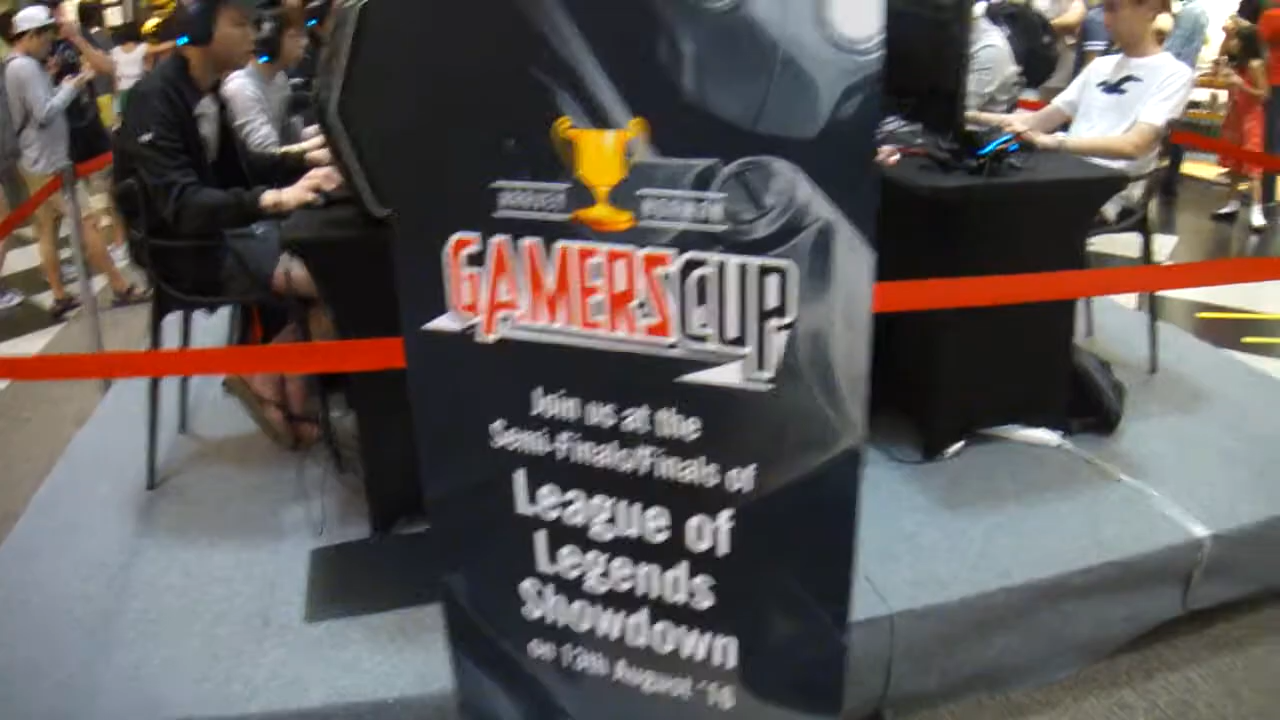 GAMERS CUP
Join us at the
Semi-Finals/Finals of
League of
Legends
Showdown
on 13th August '16